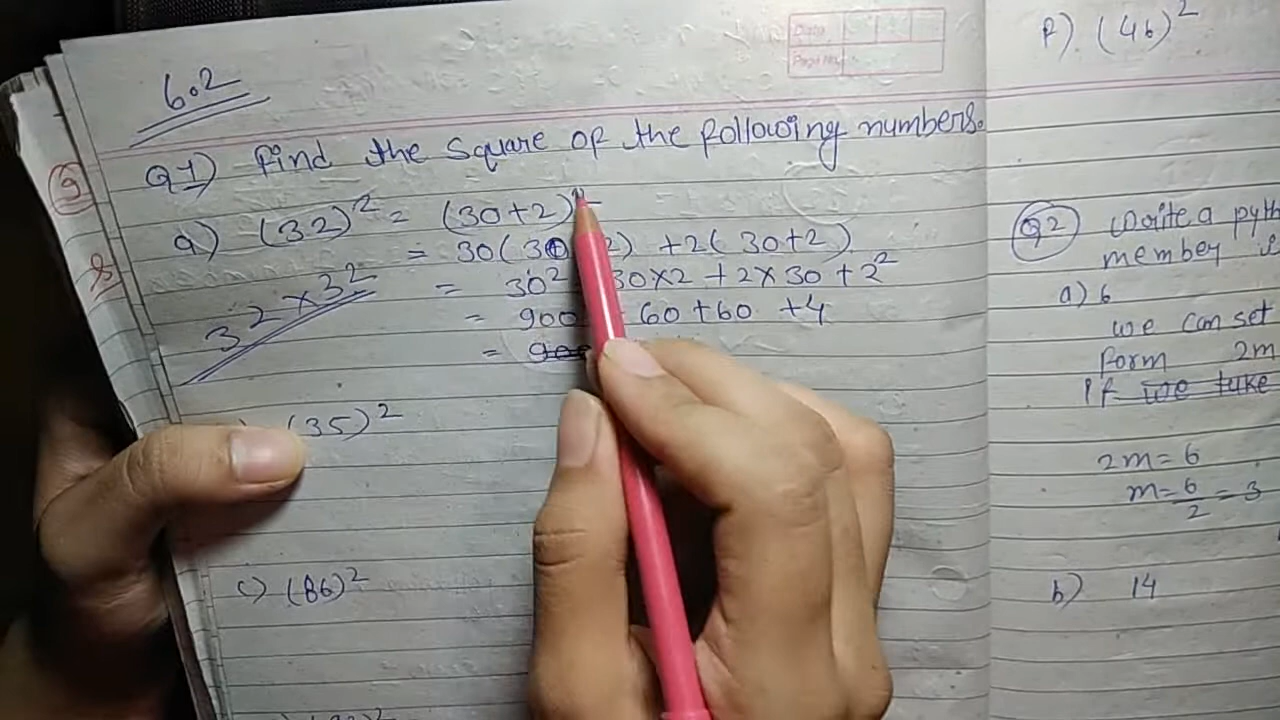 6.2
Date
Page No.
Q1) Find the square of the following numbers.
a) (32)² = (30+2)
= 30(30 2) +2(30+2)
= 30² 30×2 + 2×30 + 2²
= 900 60+60 +4
=
32×32
(35)²
c) (86)²
f) (46)²
Q2 write a pyth
member
a) 6
we can set
form 2m
If we take
2m = 6
m = 6/2 = 3
b) 14